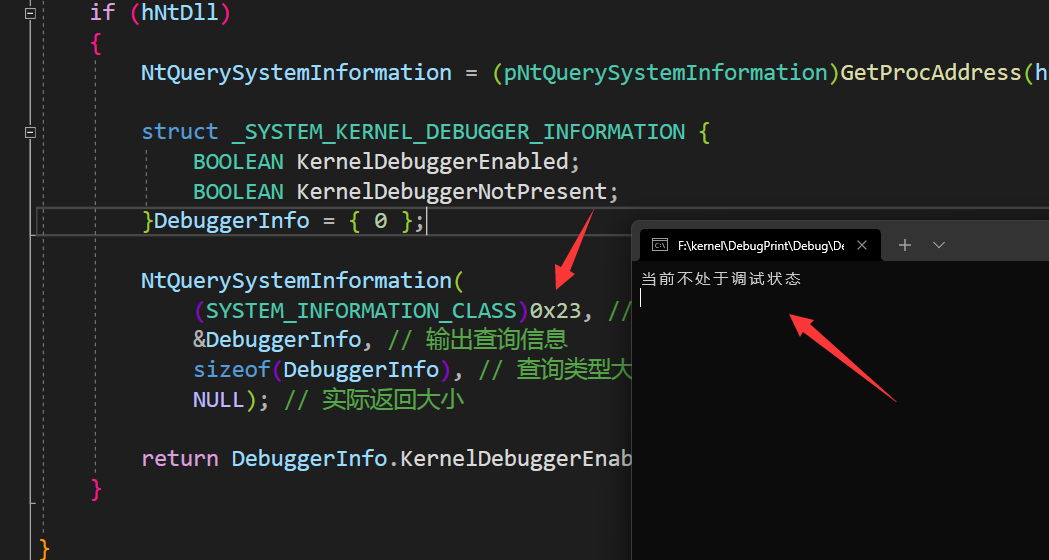 if (hNtDll)
{
NtQuerySystemInformation = (pNtQuerySystemInformation)GetProcAddress(h
struct _SYSTEM_KERNEL_DEBUGGER_INFORMATION {
BOOLEAN KernelDebuggerEnabled;
BOOLEAN KernelDebuggerNotPresent;
}DebuggerInfo = { 0 };
NtQuerySystemInformation(
(SYSTEM_INFORMATION_CLASS)0x23, //
&DebuggerInfo, // 输出查询信息
sizeof(DebuggerInfo), // 查询类型大
NULL); // 实际返回大小
return DebuggerInfo.KernelDebuggerEnab
}
}
F:\kernel\DebugPrint\Debug\De
当前不处于调试状态